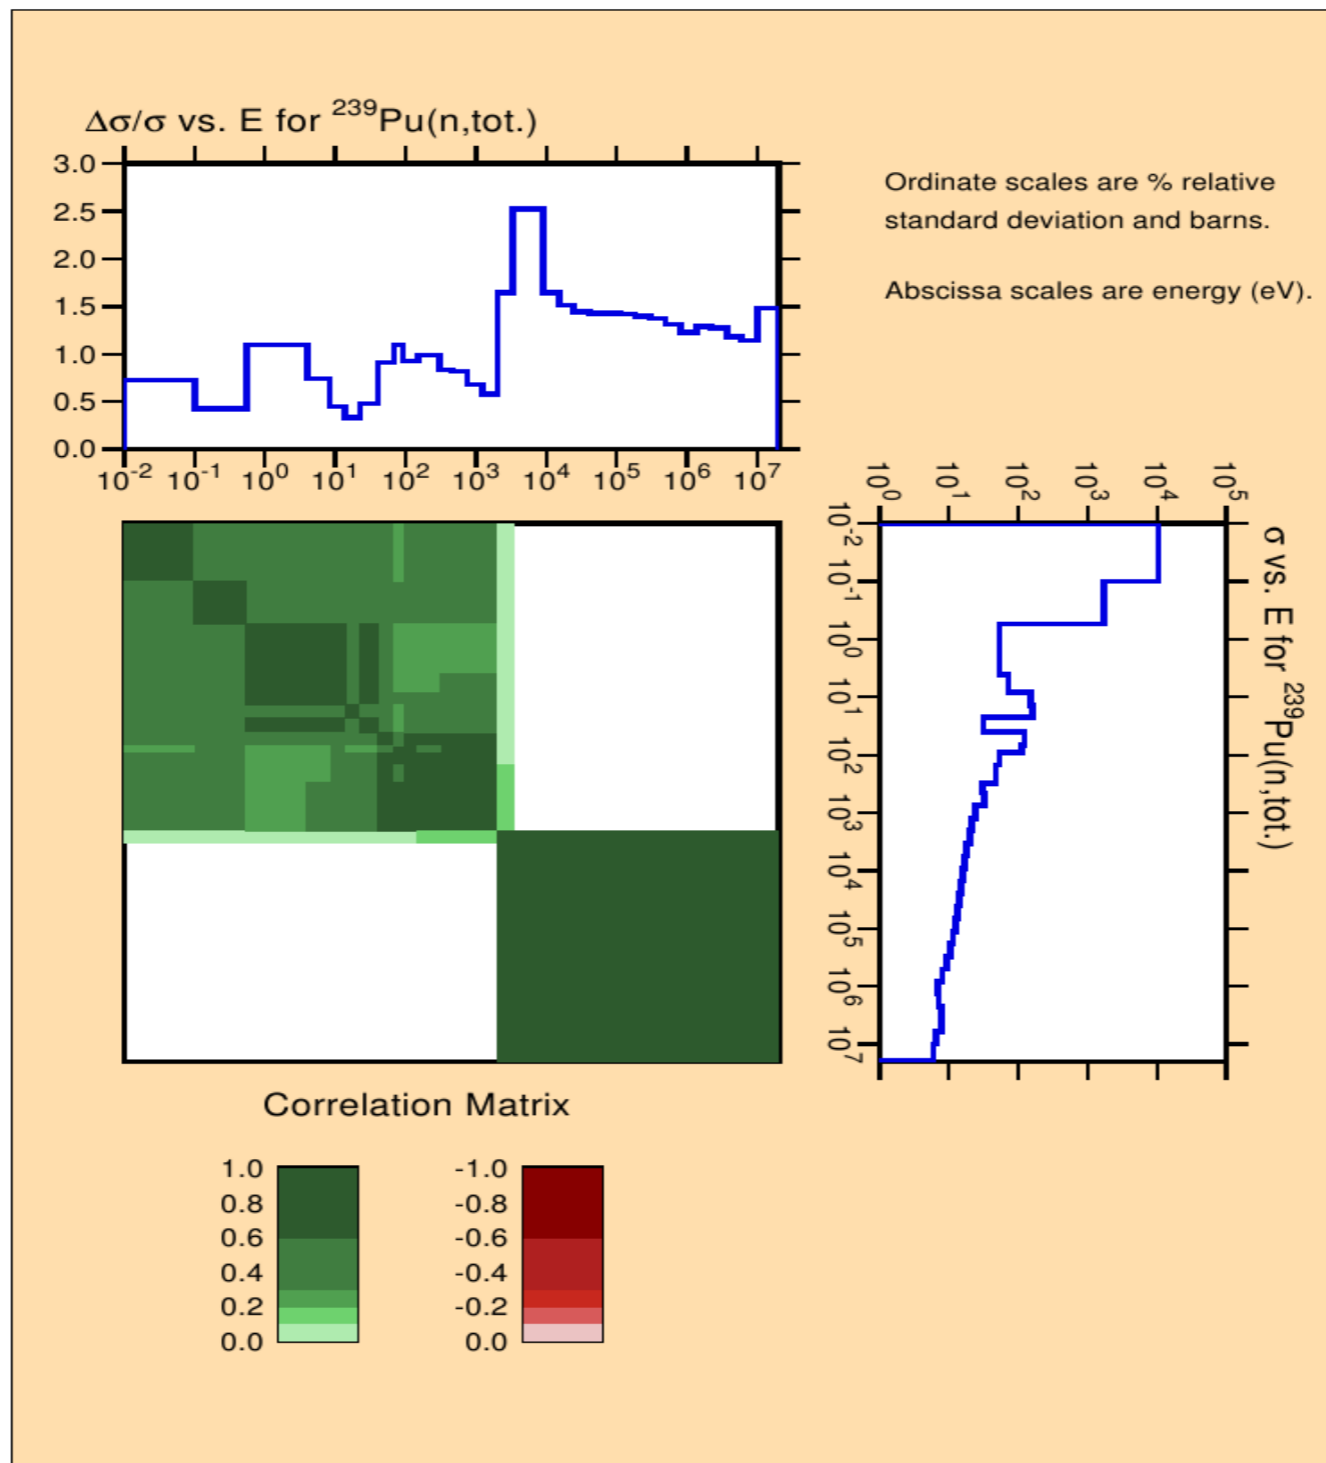 Δσ/σ vs. E for ²³⁹Pu(n,tot.)
3.0
2.5
2.0
1.5
1.0
0.5
0.0
10⁻² 10⁻¹ 10⁰ 10¹ 10² 10³ 10⁴ 10⁵ 10⁶ 10⁷
Ordinate scales are % relative
standard deviation and barns.
Abscissa scales are energy (eV).
10⁰ 10¹ 10² 10³ 10⁴ 10⁵
10⁻² 10⁻¹ 10⁰ 10¹ 10² 10³ 10⁴ 10⁵ 10⁶ 10⁷
σ vs. E for ²³⁹Pu(n,tot.)
Correlation Matrix
1.0
0.8
0.6
0.4
0.2
0.0
-1.0
-0.8
-0.6
-0.4
-0.2
0.0